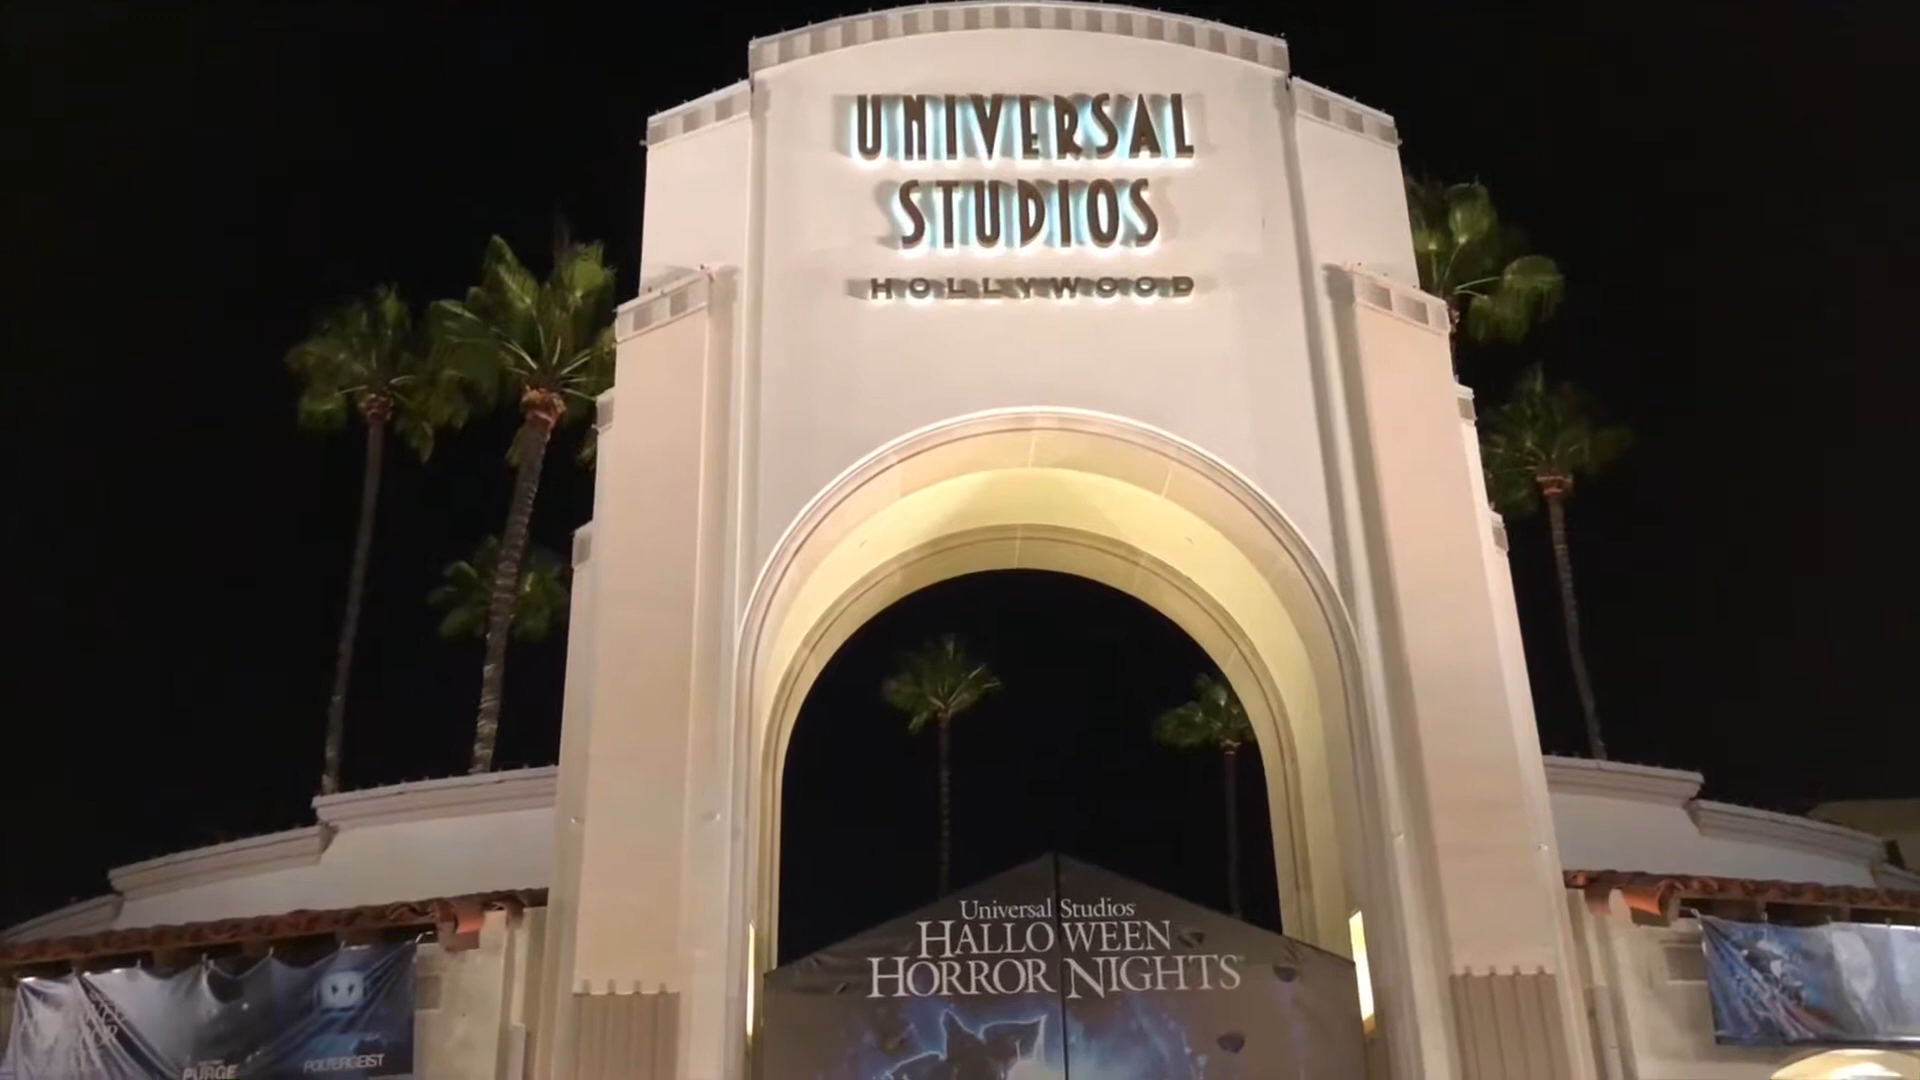 UNIVERSAL
STUDIOS
HOLLYWOOD
Universal Studios
HALLOWEEN
HORROR NIGHTS
PURGE
POLTERGEIST